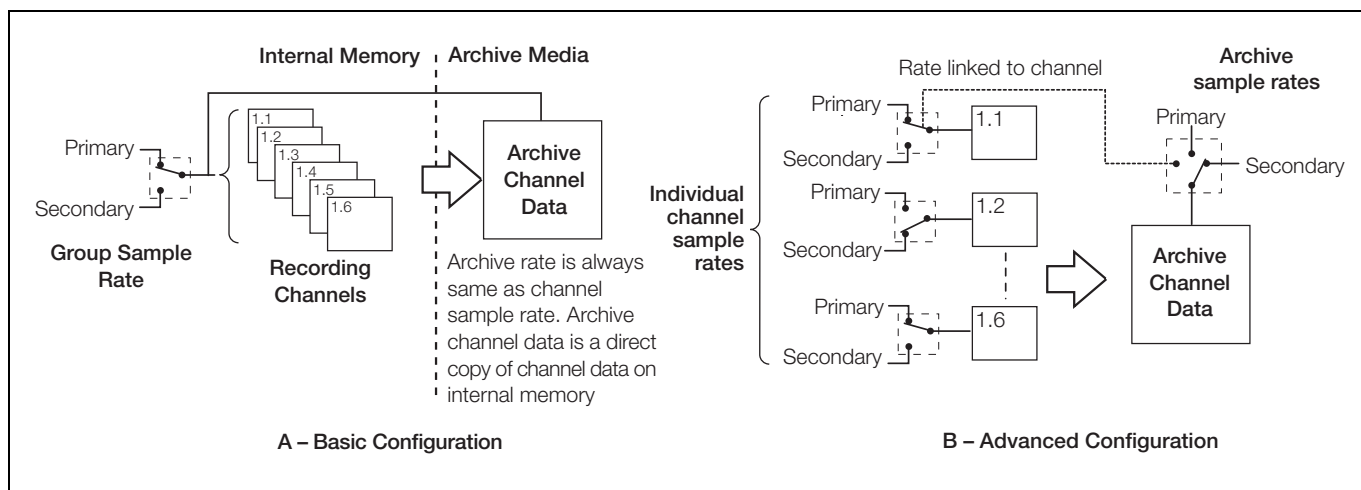 Internal Memory
Archive Media
Primary
Secondary
Group Sample
Rate
1.1
1.2
1.3
1.4
1.5
1.6
Recording
Channels
Archive
Channel
Data
Archive rate is always
same as channel
sample rate. Archive
channel data is a direct
copy of channel data on
internal memory
A – Basic Configuration
Individual
channel
sample
rates
Rate linked to channel
Primary
Secondary
1.1
Primary
Secondary
1.2
Primary
Secondary
1.6
Archive
sample rates
Primary
Secondary
Archive
Channel
Data
B – Advanced Configuration